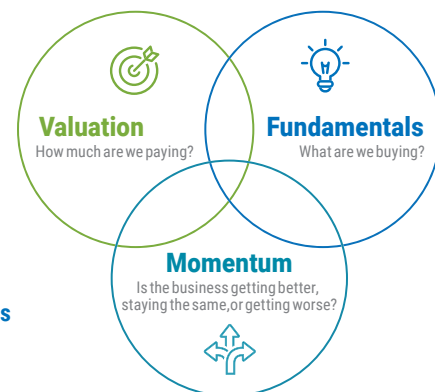 Valuation
How much are we paying?
Fundamentals
What are we buying?
Momentum
Is the business getting better,
staying the same,or getting worse?
s